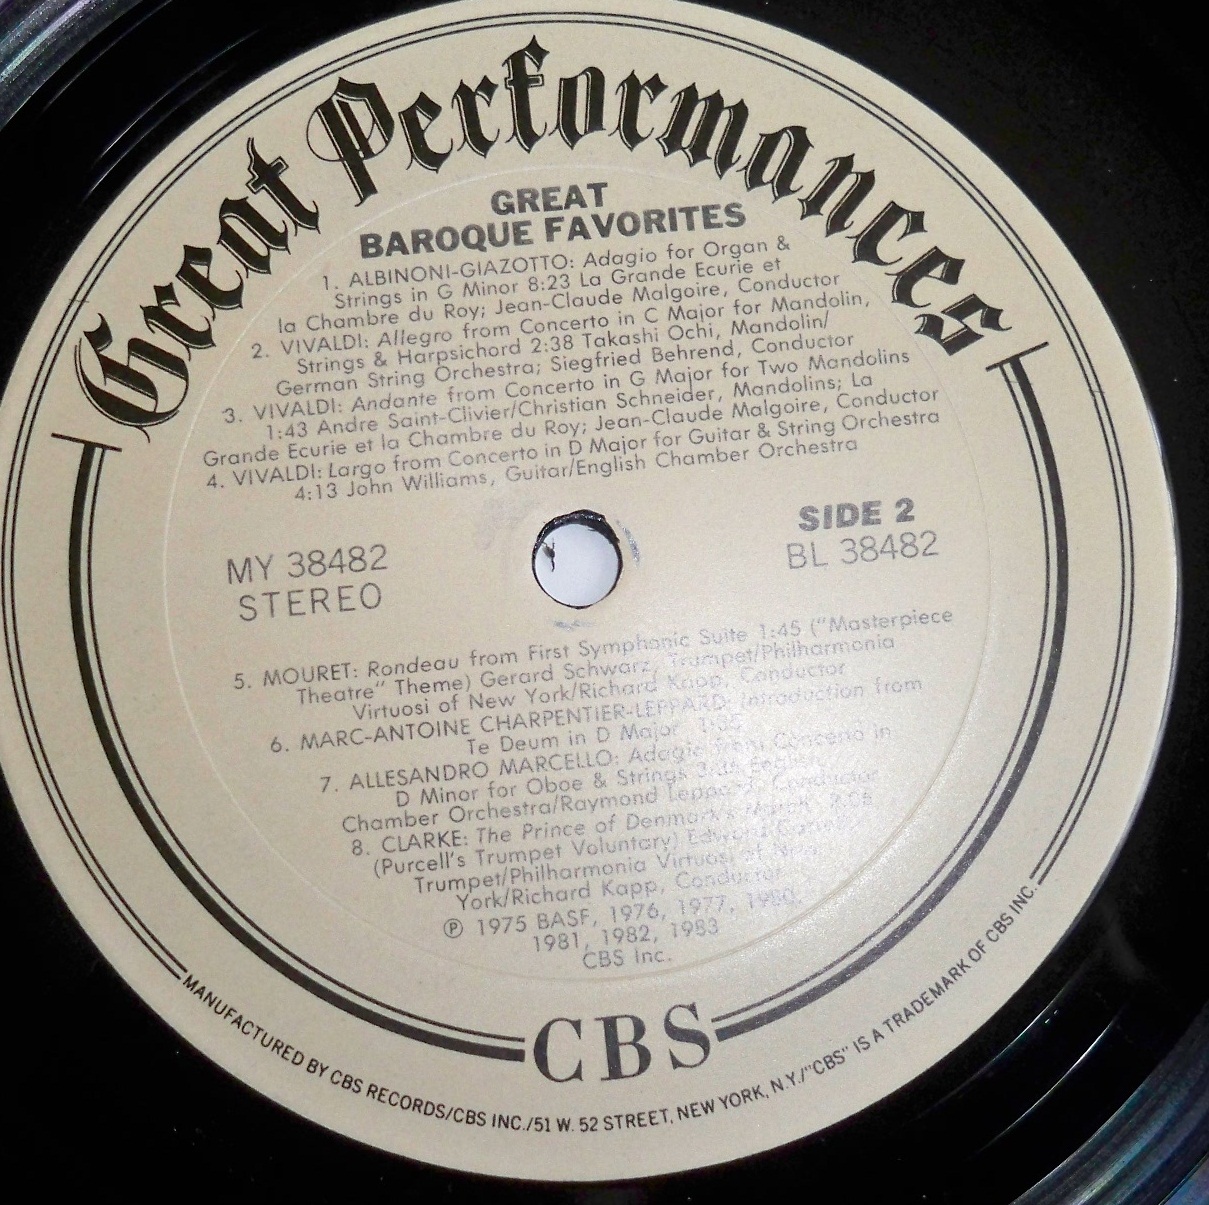 Great Performances
GREAT
BAROQUE FAVORITES
1. ALBINONI-GIAZOTTO: Adagio for Organ &
Strings in G Minor 8:23 La Grande Ecurie et
la Chambre du Roy; Jean-Claude Malgoire, Conductor
2. VIVALDI: Allegro from Concerto in C Major for Mandolin,
Strings & Harpsichord 2:38 Takashi Ochi, Mandolin/
German String Orchestra; Siegfried Behrend, Conductor
3. VIVALDI: Andante from Concerto in G Major for Two Mandolins
1:43 Andre Saint-Clivier/Christian Schneider, Mandolins; La
Grande Ecurie et la Chambre du Roy; Jean-Claude Malgoire, Conductor
4. VIVALDI: Largo from Concerto in D Major for Guitar & String Orchestra
4:13 John Williams, Guitar/English Chamber Orchestra
MY 38482
STEREO
SIDE 2
BL 38482
5. MOURET: Rondeau from First Symphonic Suite 1:45 ("Masterpiece
Theatre" Theme) Gerard Schwarz, Trumpet/Philharmonia
Virtuosi of New York/Richard Kapp, Conductor
6. MARC-ANTOINE CHARPENTIER-LEPPARD: Introduction from
Te Deum in D Major 1:35
7. ALLESANDRO MARCELLO: Adagio from Concerto in
D Minor for Oboe & Strings English
Chamber Orchestra/Raymond Leppard, Conductor
8. CLARKE: The Prince of Denmark's March
(Purcell's Trumpet Voluntary) Edward
Trumpet/Philharmonia Virtuosi of New
York/Richard Kapp, Conductor
℗ 1975 BASF, 1976, 1977, 1980,
1981, 1982, 1983
CBS Inc.
CBS
MANUFACTURED BY CBS RECORDS/CBS INC./51 W. 52 STREET, NEW YORK, N.Y./"CBS" IS A TRADEMARK OF CBS INC.